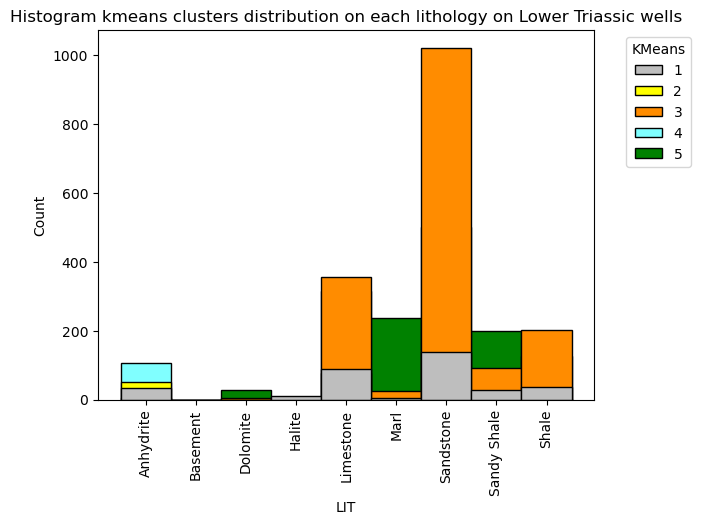 Histogram kmeans clusters distribution on each lithology on Lower Triassic wells
KMeans
1
2
3
4
5
1000
800
600
400
200
0
Count
Anhydrite
Basement
Dolomite
Halite
Limestone
Marl
Sandstone
Sandy Shale
Shale
LIT